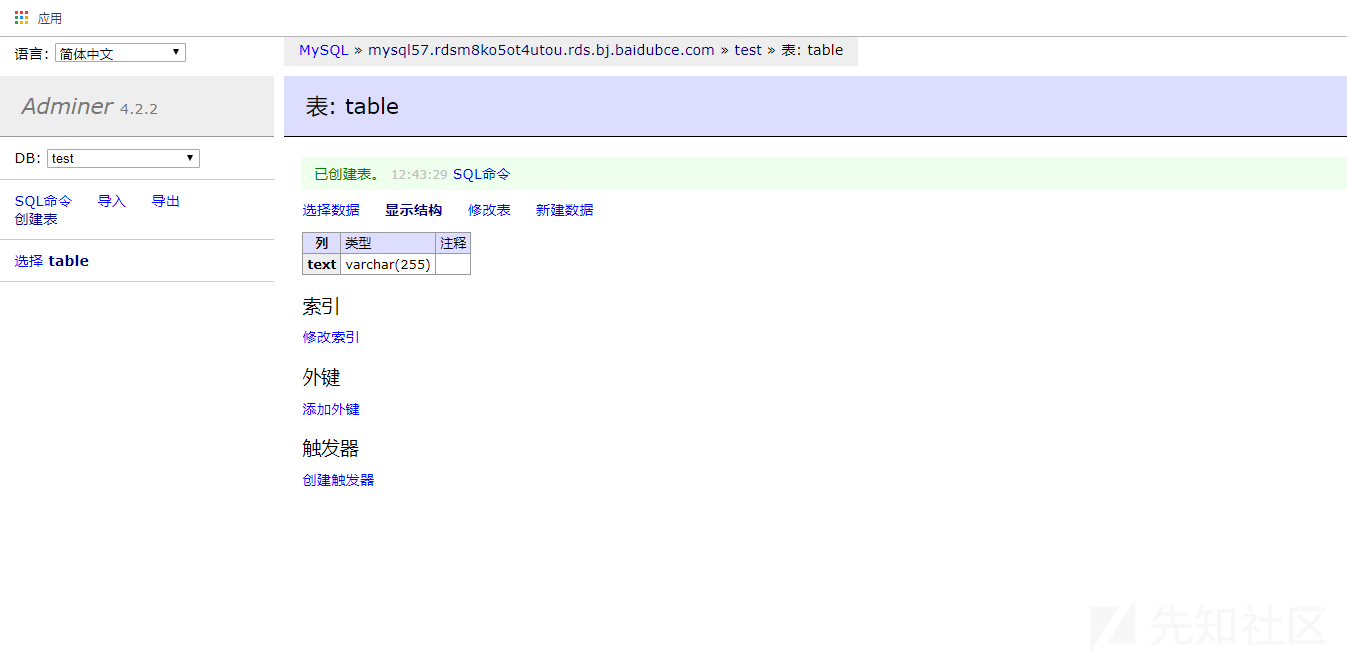 应用
语言: 简体中文
MySQL » mysql57.rdsm8ko5ot4utou.rds.bj.baidubce.com » test » 表: table
Adminer 4.2.2
表: table
DB: test
已创建表。 12:43:29 SQL命令
SQL命令 导入 导出
创建表
选择数据 显示结构 修改表 新建数据
选择 table
列 类型 注释
text varchar(255)
索引
修改索引
外键
添加外键
触发器
创建触发器
先知社区